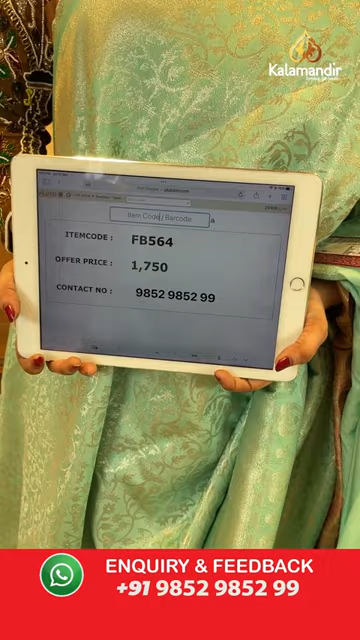 Kalamandir
Item Code / Barcode
ITEMCODE : FB564
OFFER PRICE : 1,750
CONTACT NO : 9852 9852 99
ENQUIRY & FEEDBACK
+91 9852 9852 99